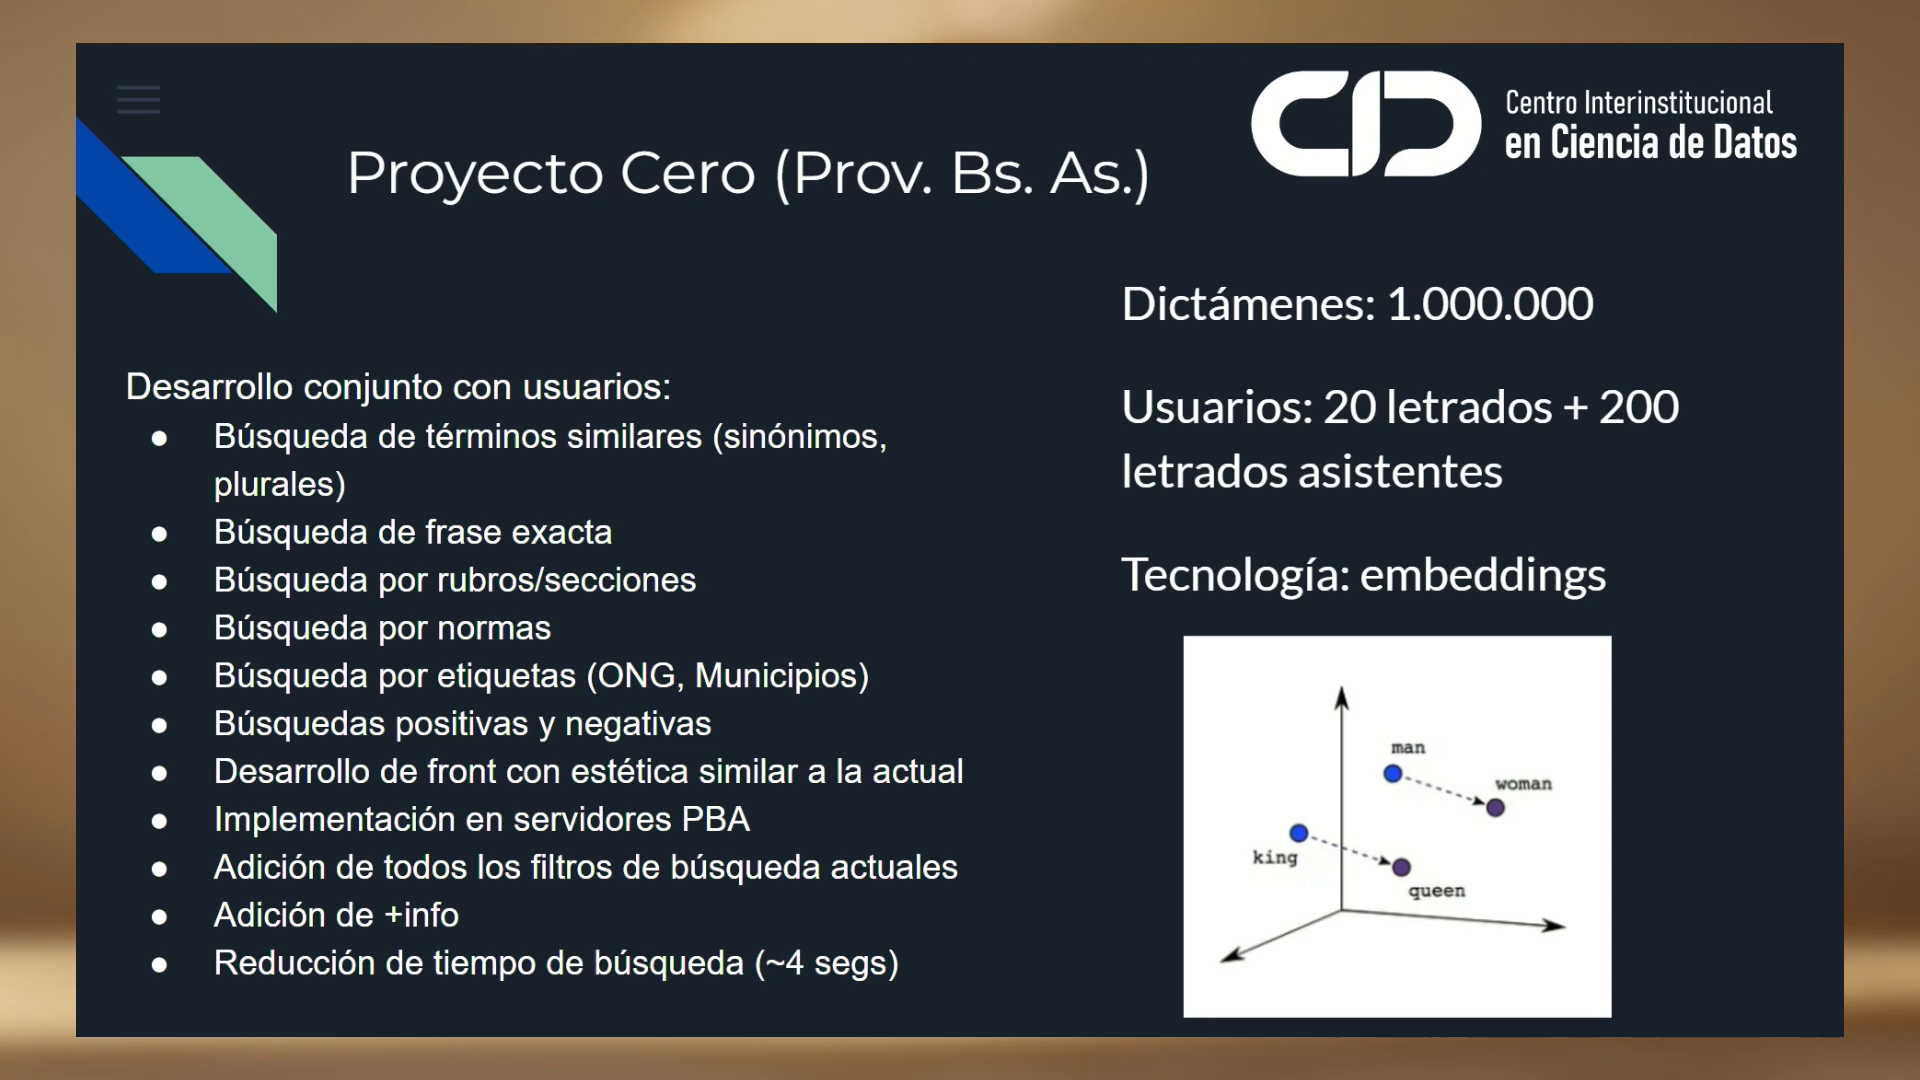 Centro Interinstitucional
en Ciencia de Datos
Proyecto Cero (Prov. Bs. As.)
Desarrollo conjunto con usuarios:
● Búsqueda de términos similares (sinónimos,
plurales)
● Búsqueda de frase exacta
● Búsqueda por rubros/secciones
● Búsqueda por normas
● Búsqueda por etiquetas (ONG, Municipios)
● Búsquedas positivas y negativas
● Desarrollo de front con estética similar a la actual
● Implementación en servidores PBA
● Adición de todos los filtros de búsqueda actuales
● Adición de +info
● Reducción de tiempo de búsqueda (~4 segs)
Dictámenes: 1.000.000
Usuarios: 20 letrados + 200
letrados asistentes
Tecnología: embeddings
man
woman
king
queen